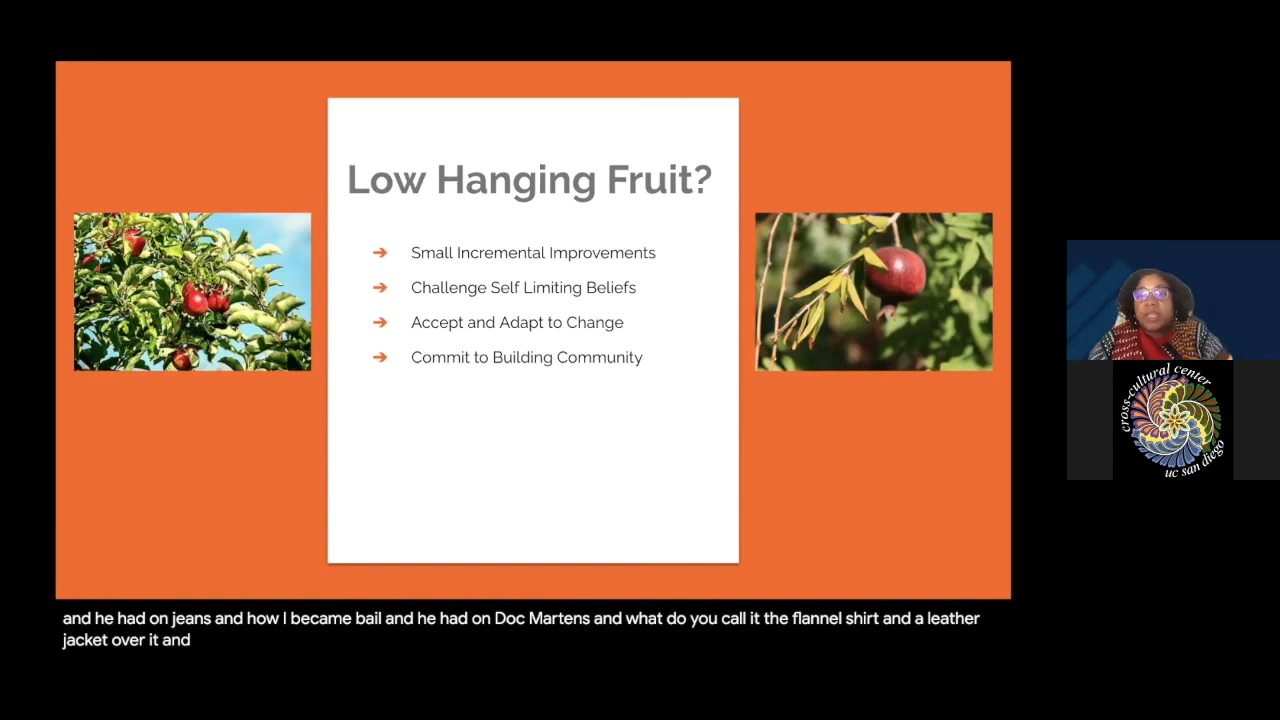 Low Hanging Fruit?
➔ Small Incremental Improvements
➔ Challenge Self Limiting Beliefs
➔ Accept and Adapt to Change
➔ Commit to Building Community
cross-cultural center
uc san diego
and he had on jeans and how I became bail and he had on Doc Martens and what do you call it the flannel shirt and a leather
jacket over it and